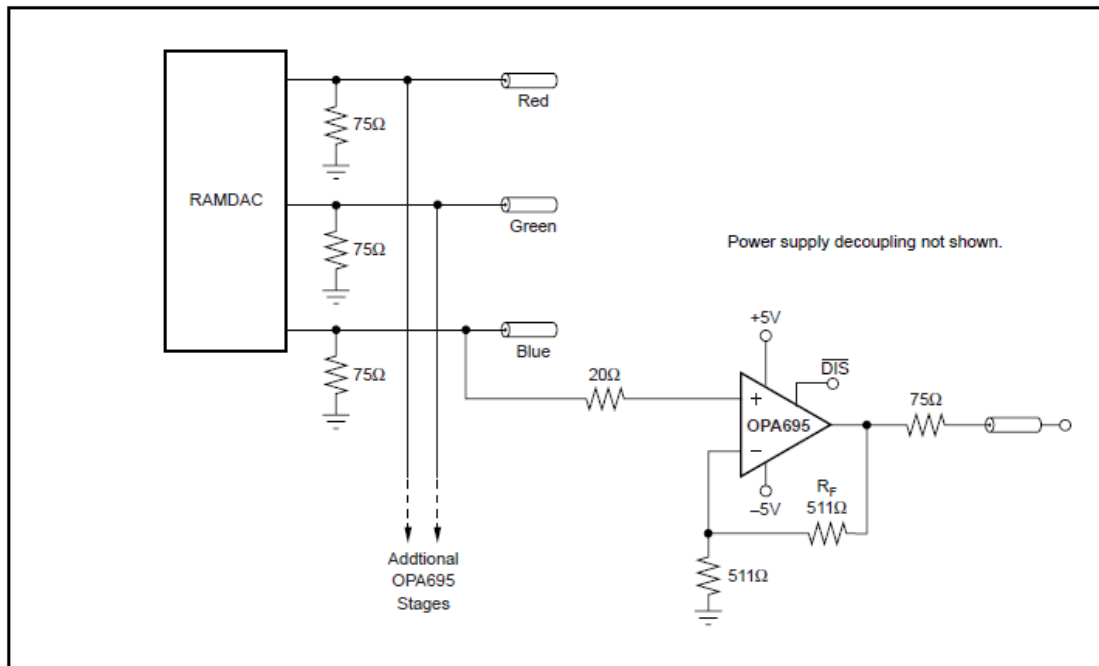 Red
75Ω
RAMDAC
Green
75Ω
Power supply decoupling not shown.
Blue
75Ω
+5V
DIS
20Ω
+
OPA695
−
75Ω
–5V
RF
511Ω
511Ω
Addtional
OPA695
Stages